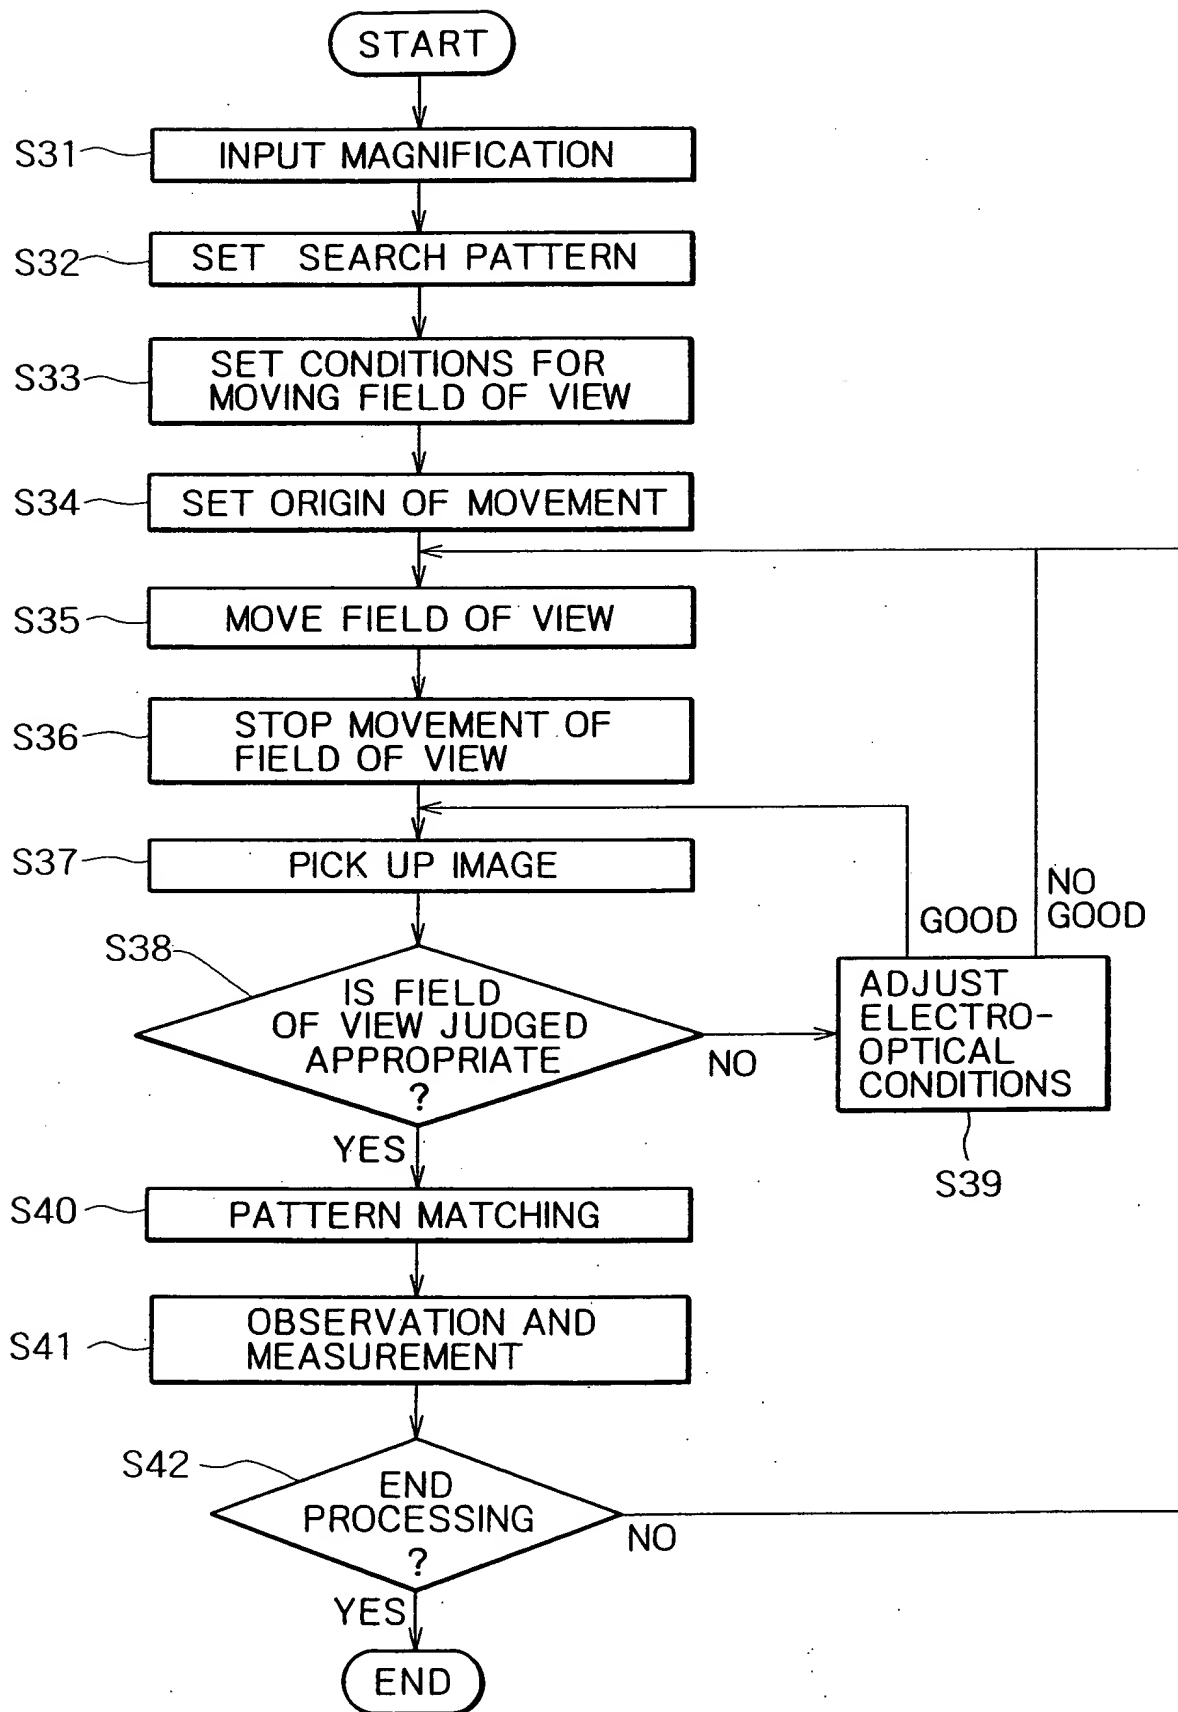 START
S31
INPUT MAGNIFICATION
S32
SET SEARCH PATTERN
S33
SET CONDITIONS FOR
MOVING FIELD OF VIEW
S34
SET ORIGIN OF MOVEMENT
S35
MOVE FIELD OF VIEW
S36
STOP MOVEMENT OF
FIELD OF VIEW
S37
PICK UP IMAGE
S38
IS FIELD
OF VIEW JUDGED
APPROPRIATE
?
NO
GOOD
NO
GOOD
ADJUST
ELECTRO-
OPTICAL
CONDITIONS
S39
YES
S40
PATTERN MATCHING
S41
OBSERVATION AND
MEASUREMENT
S42
END
PROCESSING
?
NO
YES
END